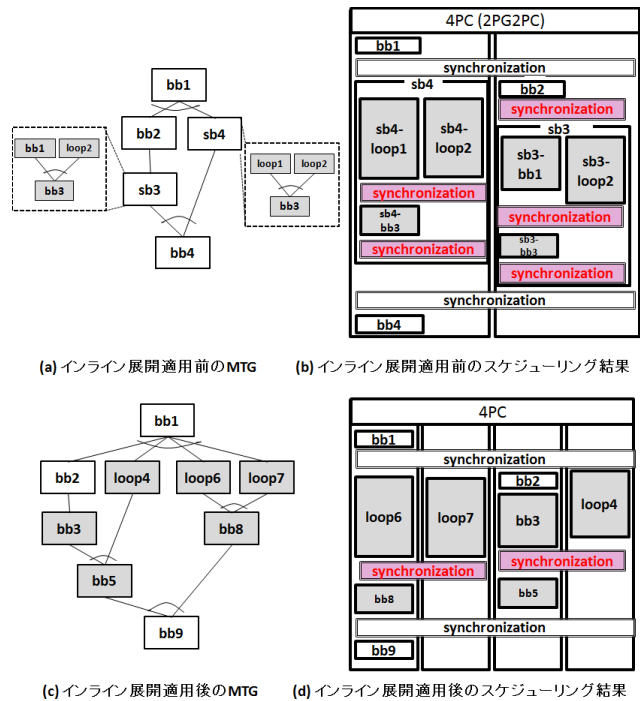 bb1
bb2
sb4
sb3
bb4
bb1
loop2
bb3
loop1
loop2
bb3
(a) インライン展開適用前のMTG
4PC (2PG2PC)
bb1
synchronization
sb4
bb2
synchronization
sb4-
loop1
sb4-
loop2
sb3
sb3-
bb1
sb3-
loop2
synchronization
sb4-
bb3
synchronization
synchronization
sb3-
bb3
synchronization
synchronization
bb4
(b) インライン展開適用前のスケジューリング結果
bb1
bb2
loop4
loop6
loop7
bb3
bb8
bb5
bb9
(c) インライン展開適用後のMTG
4PC
bb1
synchronization
loop6
loop7
bb2
bb3
loop4
synchronization
synchronization
bb8
bb5
synchronization
bb9
(d) インライン展開適用後のスケジューリング結果